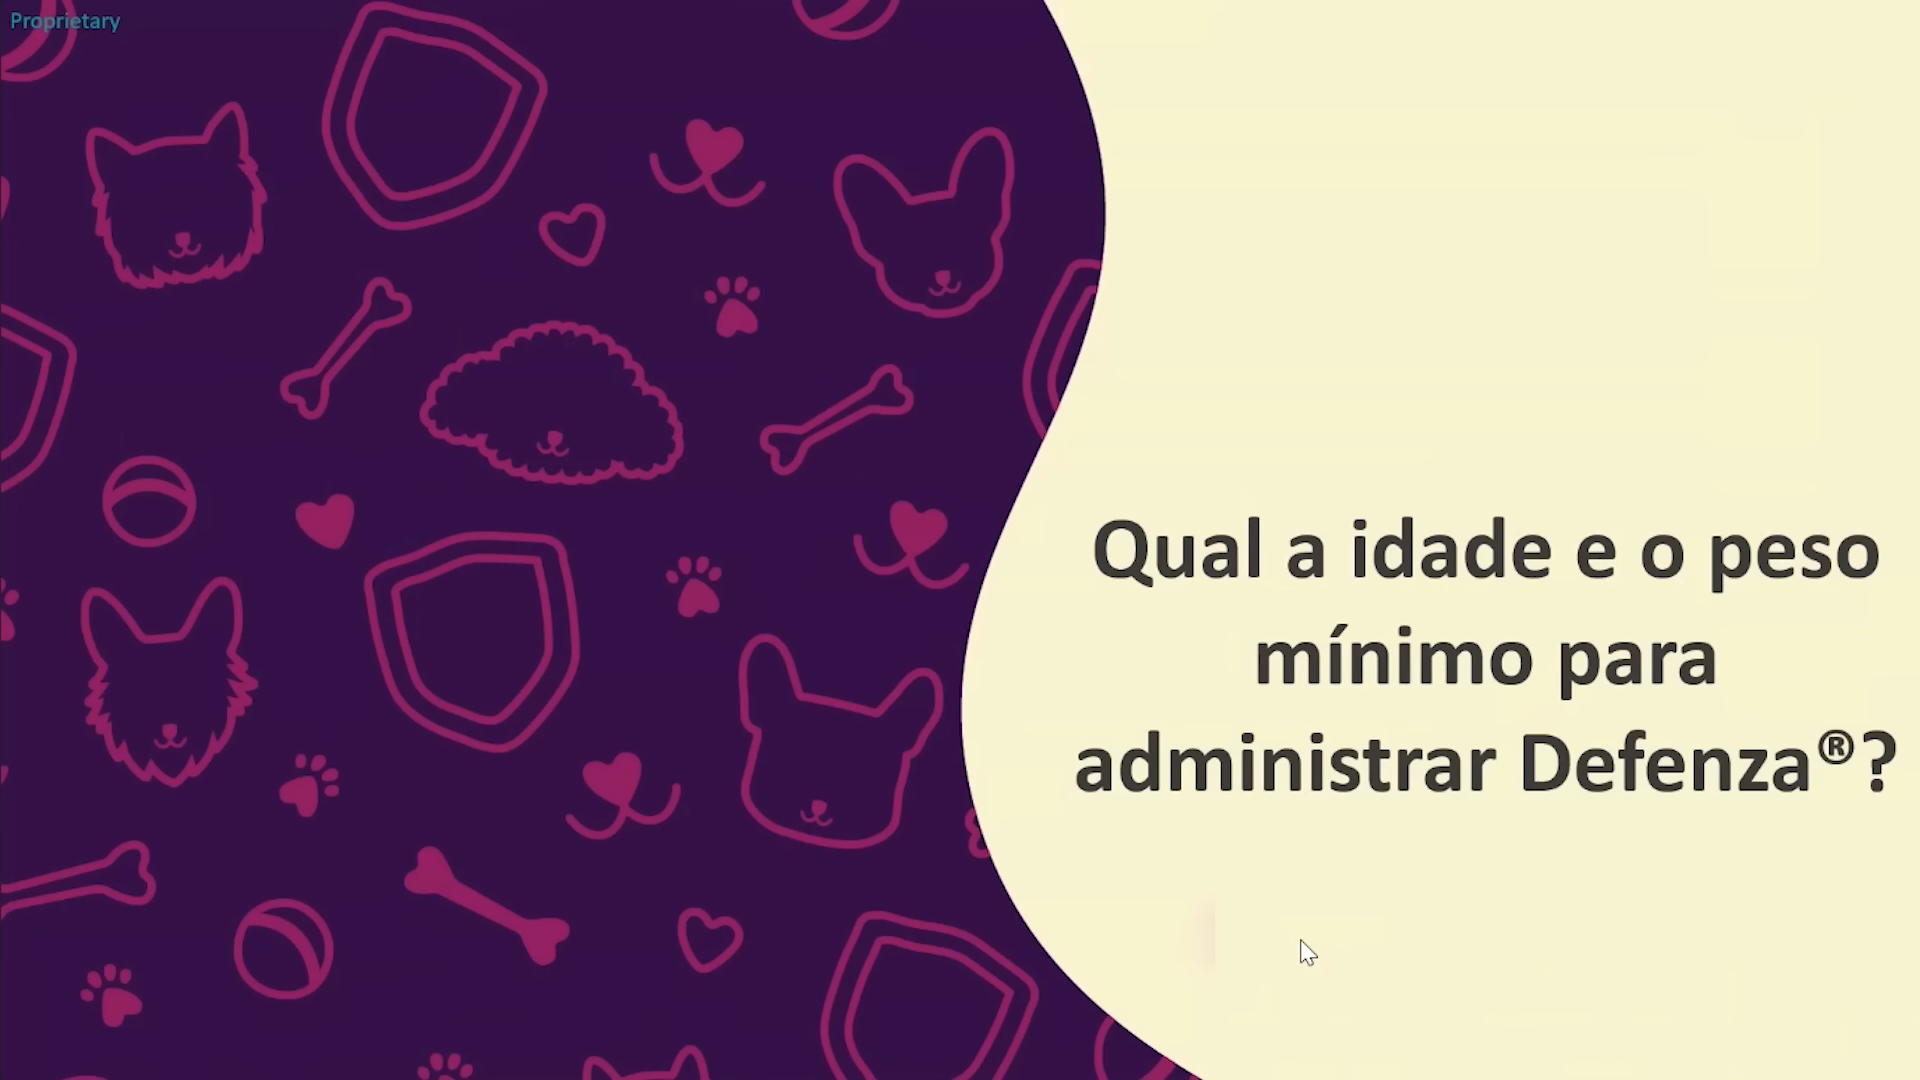 Proprietary
Qual a idade e o peso
mínimo para
administrar Defenza®?